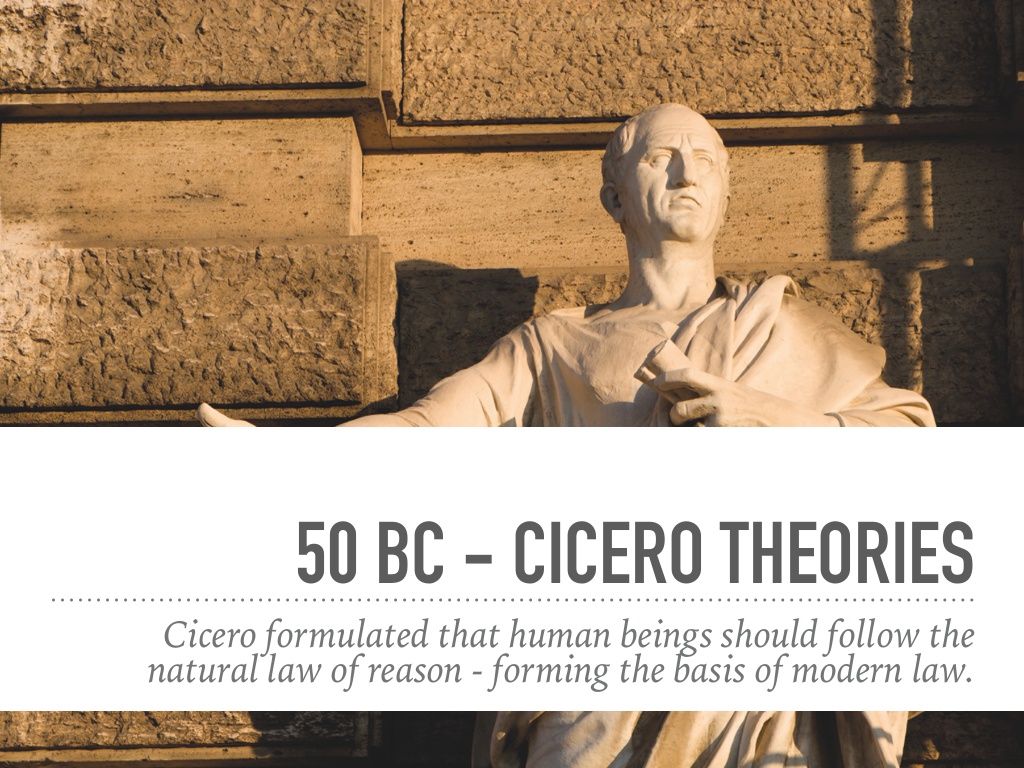 50 BC - CICERO THEORIES
Cicero formulated that human beings should follow the
natural law of reason - forming the basis of modern law.